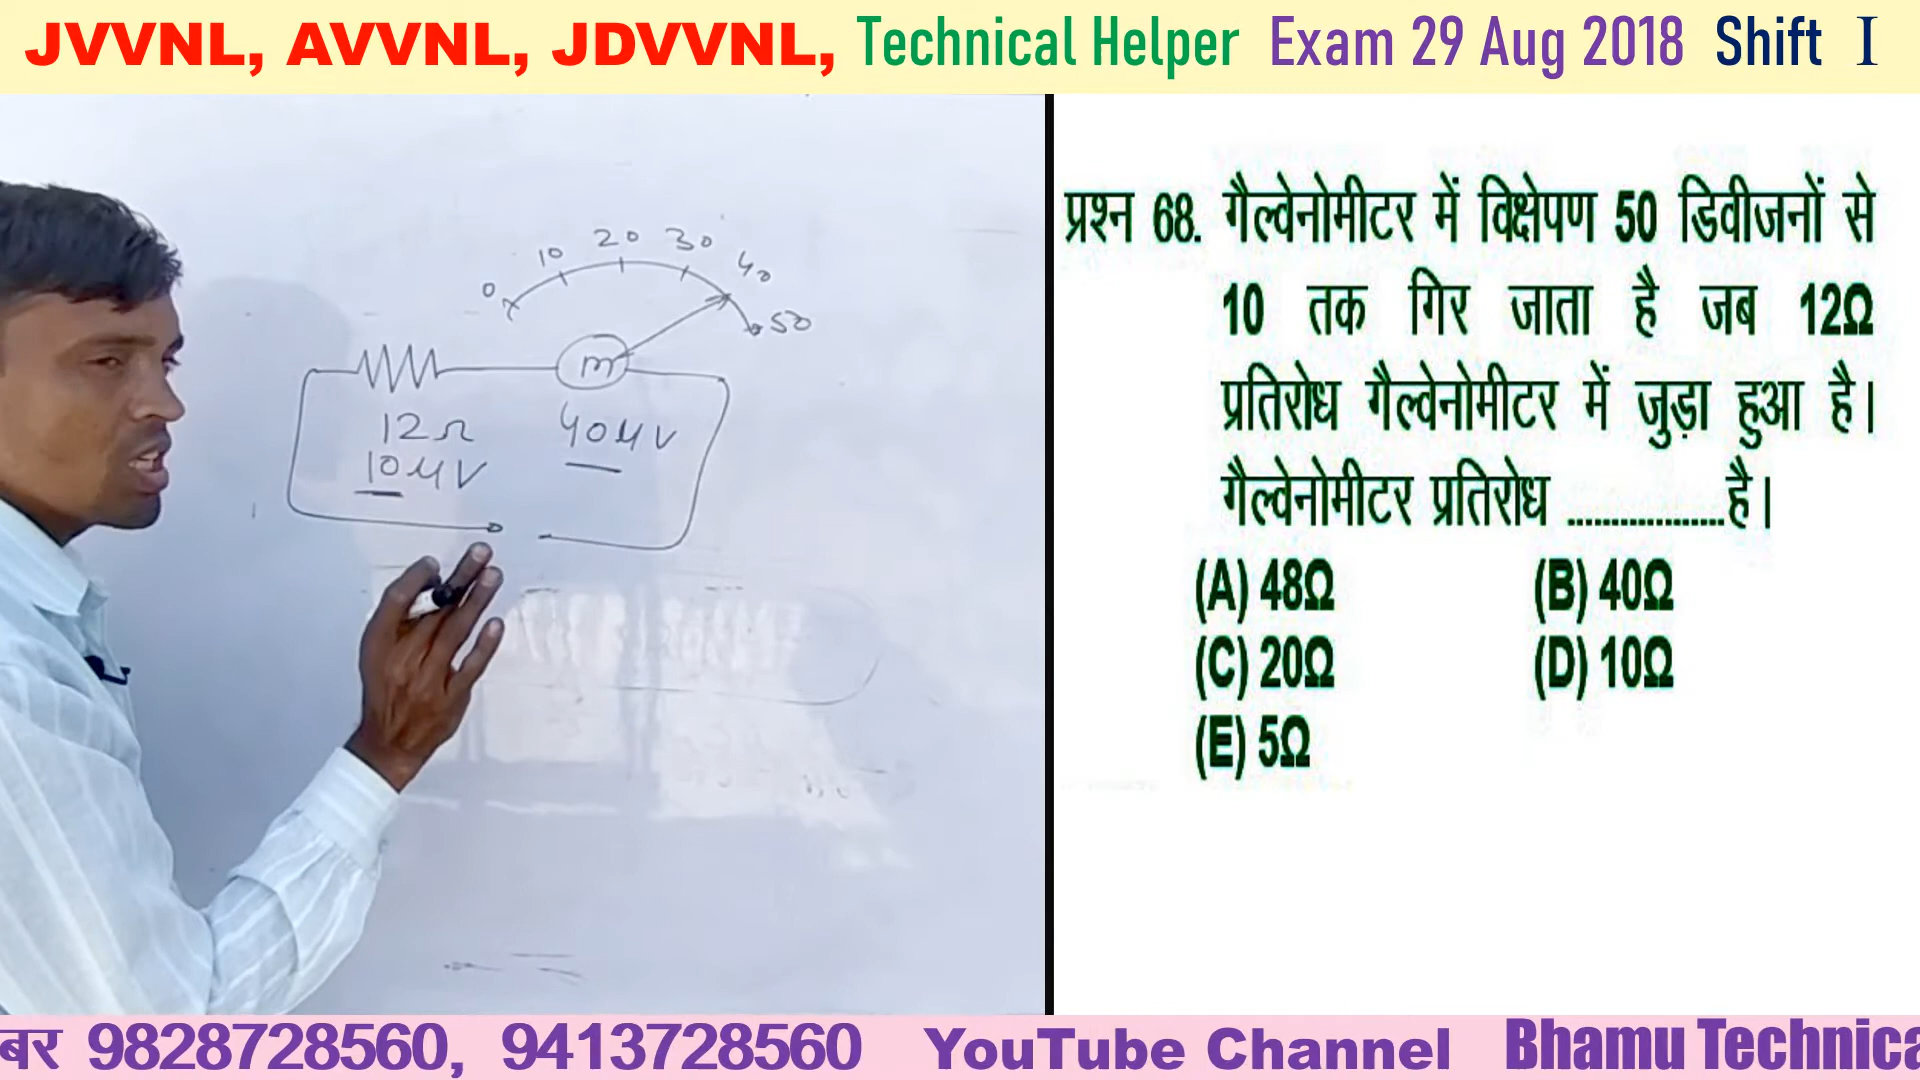 JVVNL, AVVNL, JDVVNL, Technical Helper Exam 29 Aug 2018 Shift I
0 10 20 30 40 50
m
12Ω 40μV
10μV
प्रश्न 68. गैल्वेनोमीटर में विक्षेपण 50 डिवीजनों से
10 तक गिर जाता है जब 12Ω
प्रतिरोध गैल्वेनोमीटर में जुड़ा हुआ है।
गैल्वेनोमीटर प्रतिरोध ..................है।
(A) 48Ω (B) 40Ω
(C) 20Ω (D) 10Ω
(E) 5Ω
बर 9828728560, 9413728560 YouTube Channel Bhamu Technica